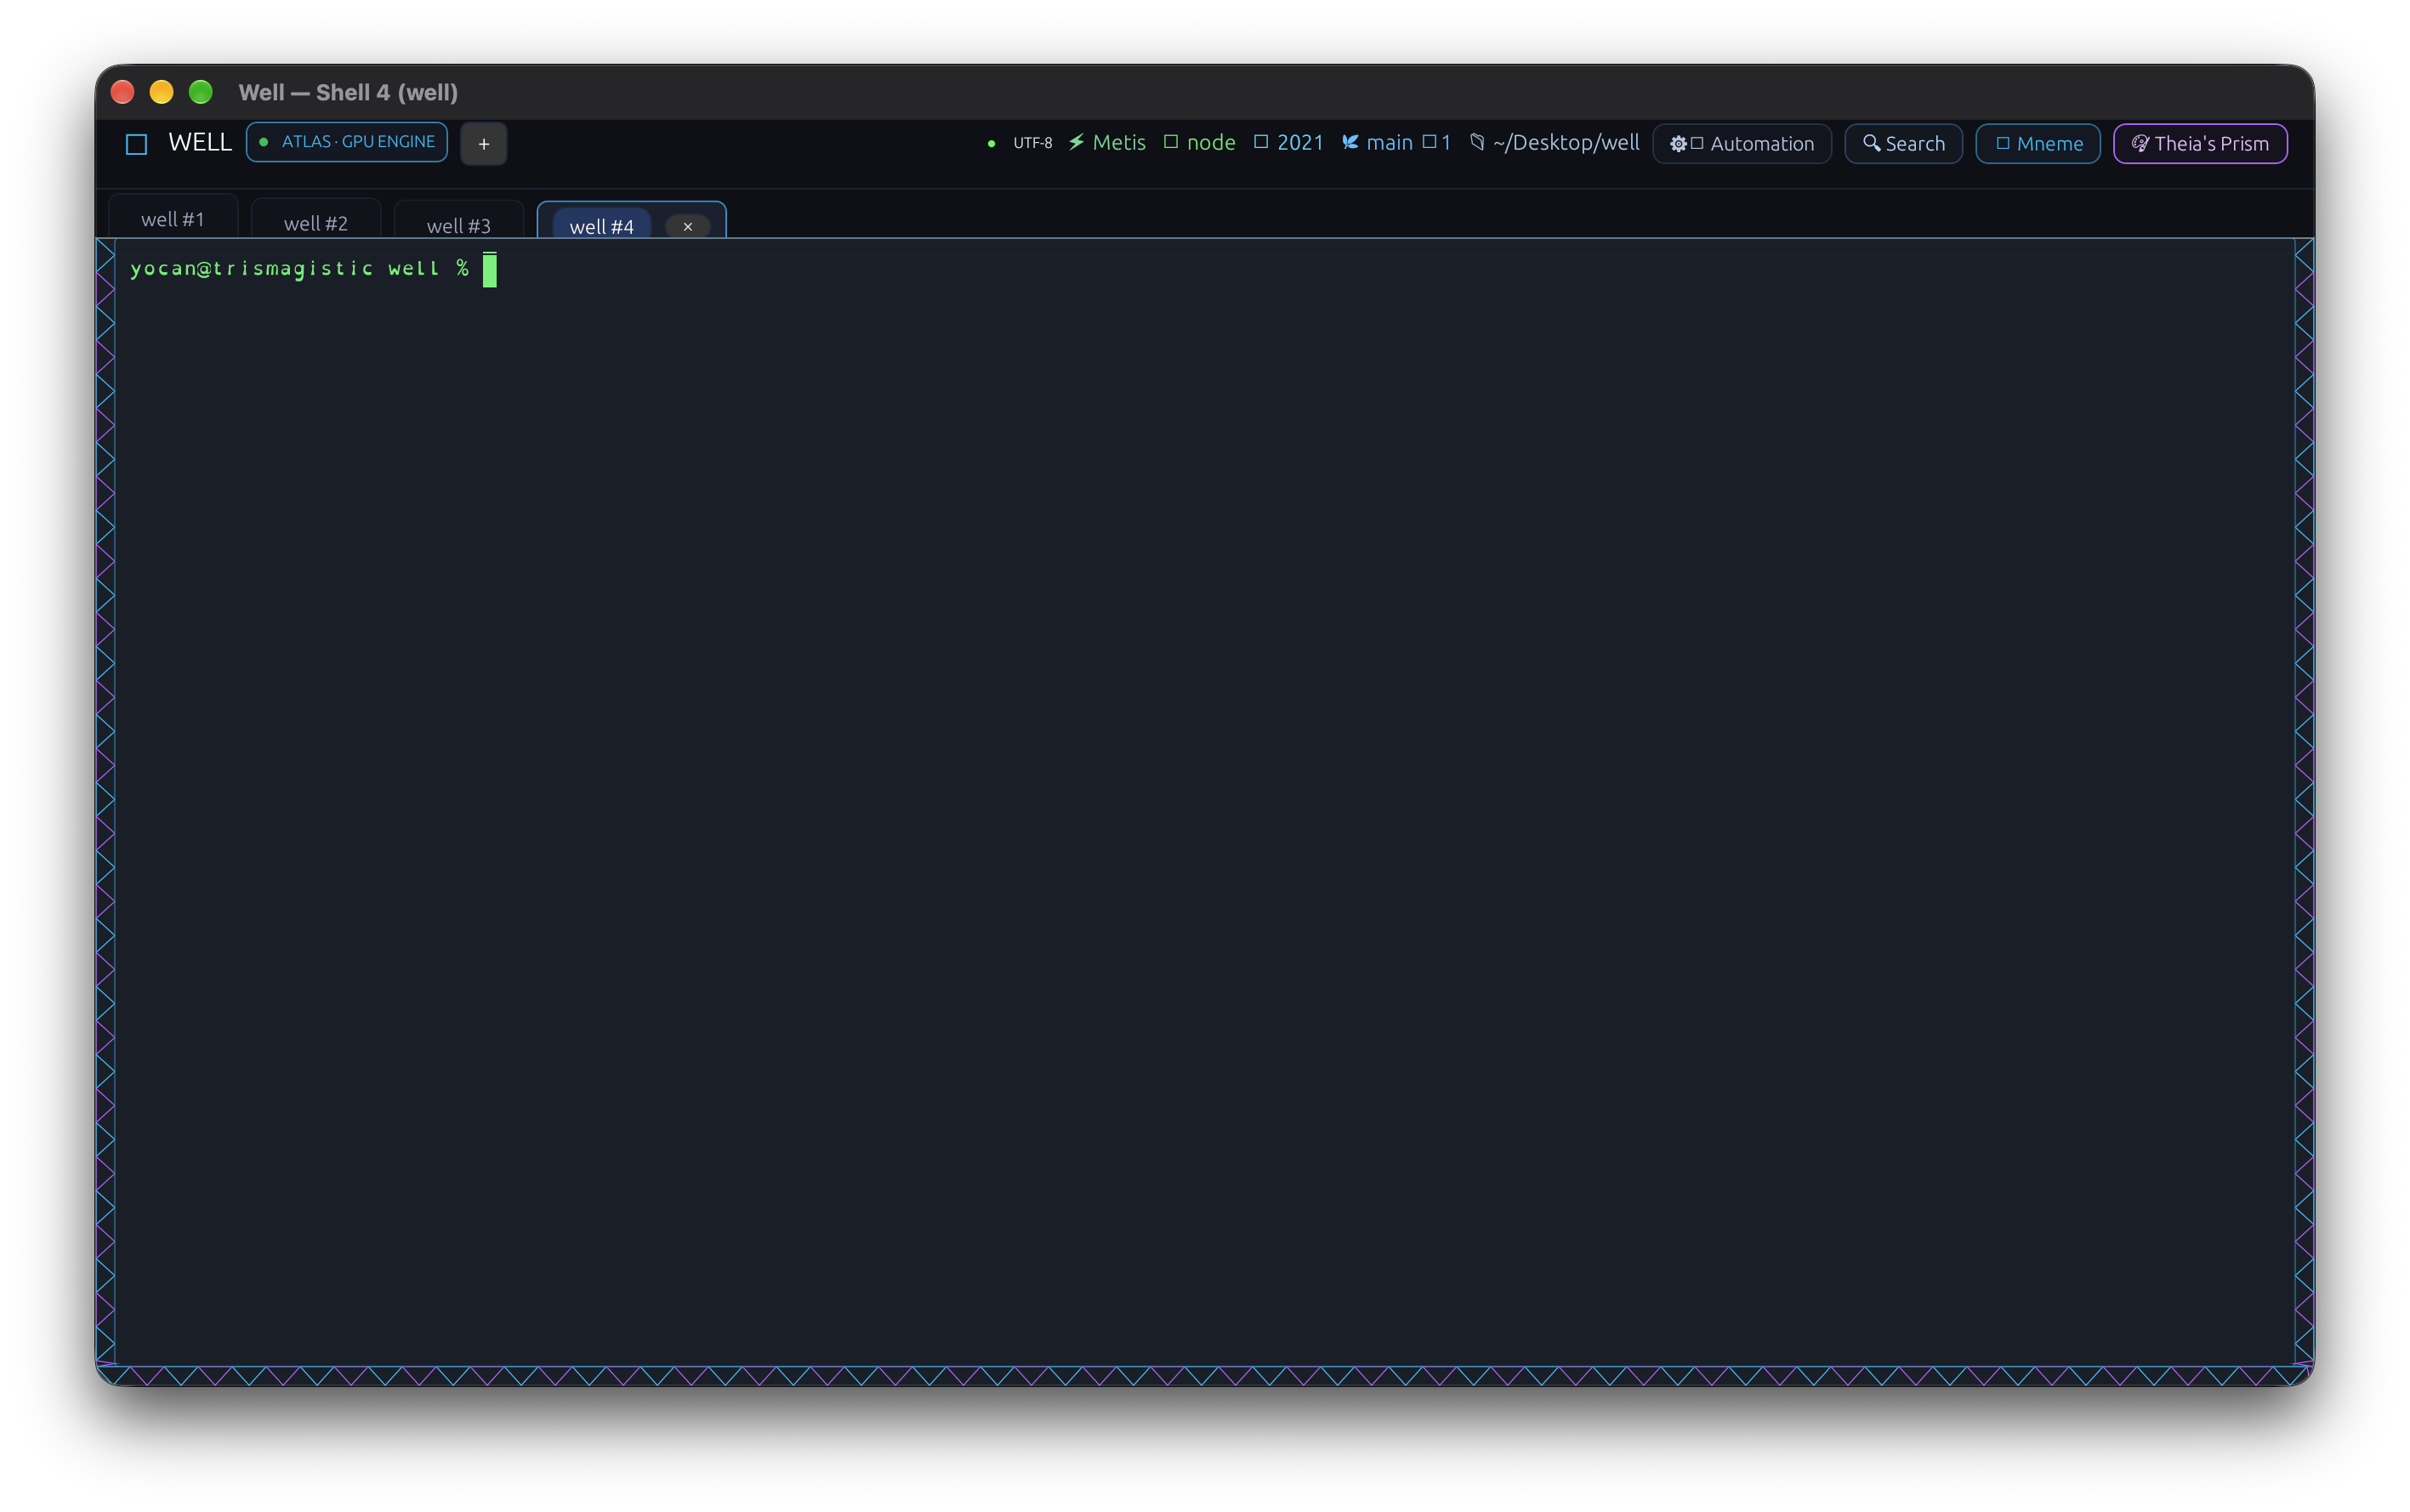 Well — Shell 4 (well)
WELL ATLAS · GPU ENGINE + UTF-8 Metis node 2021 main 1 ~/Desktop/well Automation Search Mneme Theia's Prism
well #1 well #2 well #3 well #4 ×
yocan@trismagistic well %